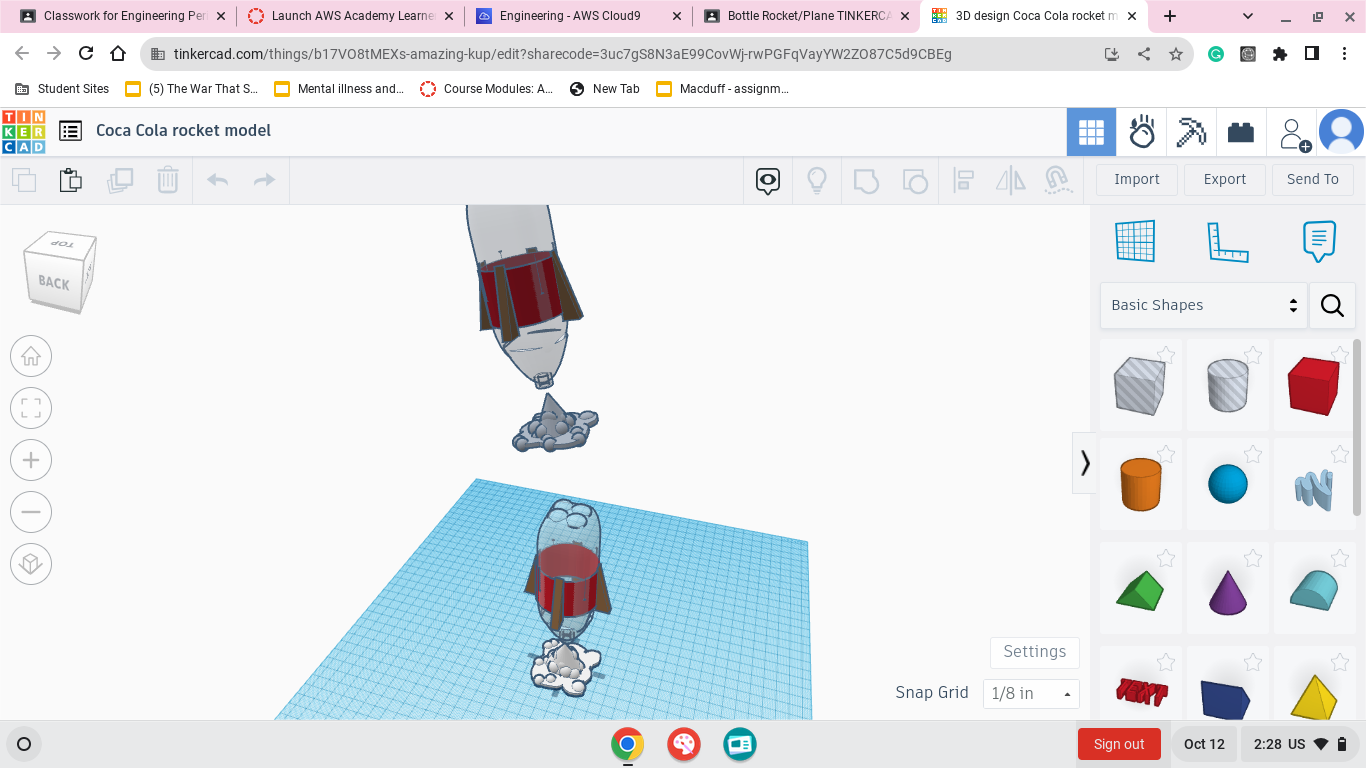 Classwork for Engineering Per
Launch AWS Academy Learne
Engineering - AWS Cloud9
Bottle Rocket/Plane TINKERCA
3D design Coca Cola rocket m
tinkercad.com/things/b17VO8tMEXs-amazing-kup/edit?sharecode=3uc7gS8N3aE99CovWj-rwPGFqVayYW2ZO87C5d9CBEg
Student Sites
(5) The War That S...
Mental illness and...
Course Modules: A...
New Tab
Macduff - assignm...
TIN
KER
CAD
Coca Cola rocket model
Import
Export
Send To
TOP
BACK
Basic Shapes
TEXT
Settings
Snap Grid
1/8 in
Sign out
Oct 12
2:28 US